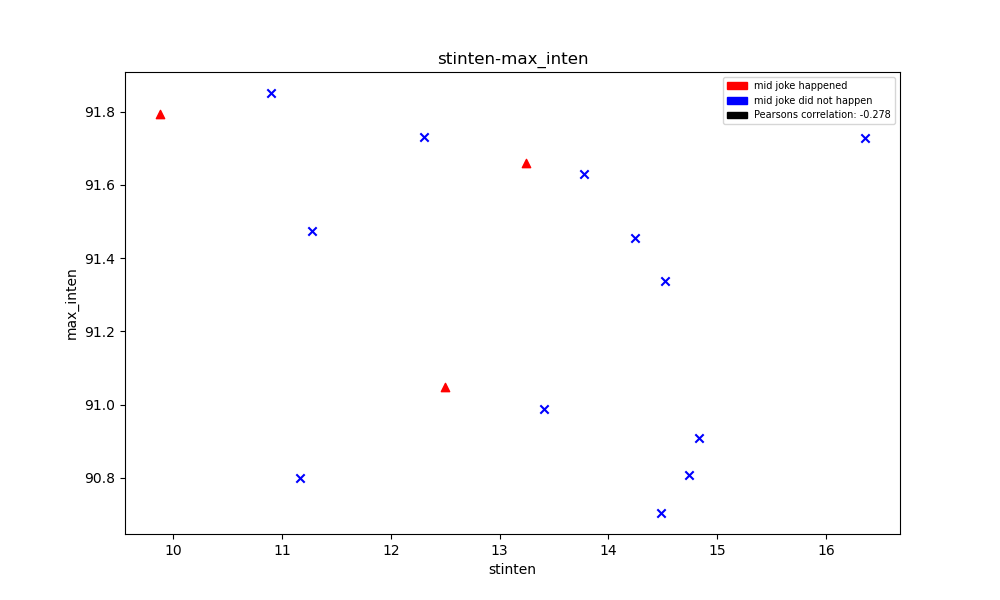 stinten-max_inten
mid joke happened
mid joke did not happen
Pearsons correlation: -0.278
max_inten
91.8
91.6
91.4
91.2
91.0
90.8
10 11 12 13 14 15 16
stinten